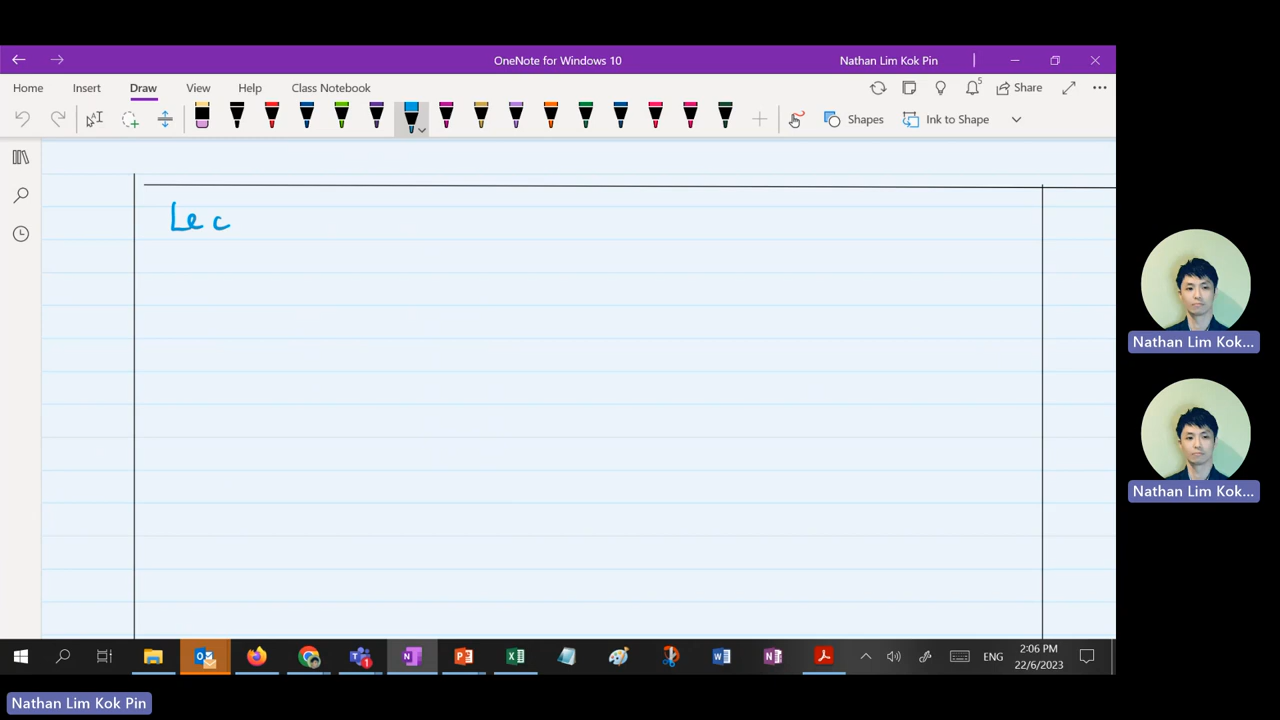 OneNote for Windows 10
Nathan Lim Kok Pin
Home Insert Draw View Help Class Notebook
5
Share
Shapes
Ink to Shape
Lec
Nathan Lim Kok...
Nathan Lim Kok...
1
ENG
2:06 PM
22/6/2023
Nathan Lim Kok Pin